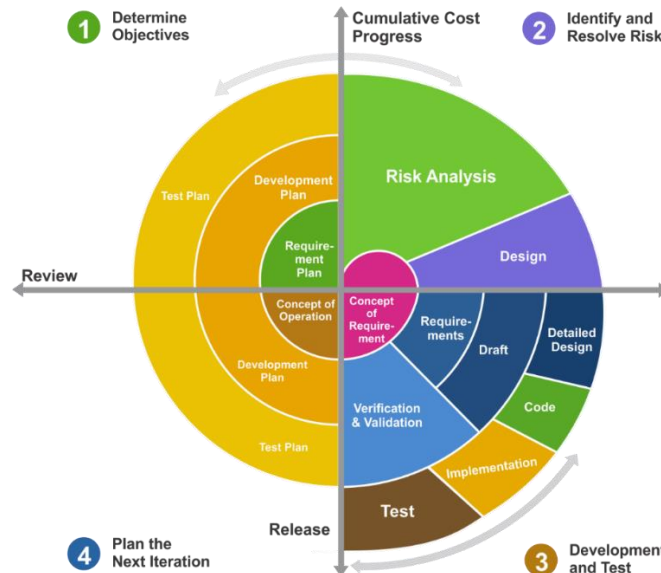 1
Determine
Objectives
Cumulative Cost
Progress
2
Identify and
Resolve Risk
Risk Analysis
Development
Plan
Test Plan
Require-
ment
Plan
Design
Review
Concept of
Operation
Concept
of
Require-
ment
Require-
ments
Draft
Detailed
Design
Development
Plan
Verification
& Validation
Code
Test Plan
Implementation
Test
Release
4
Plan the
Next Iteration
3
Development
and Test